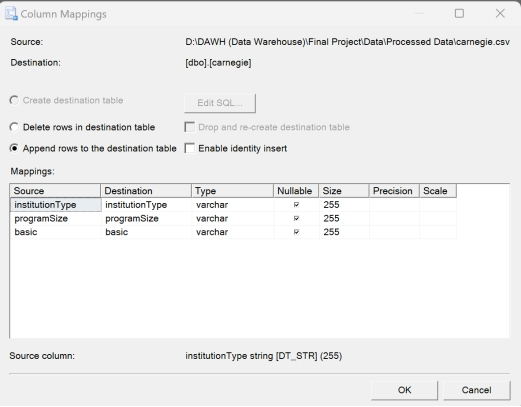 Column Mappings
Source: D:\DAWH (Data Warehouse)\Final Project\Data\Processed Data\carnegie.csv
Destination: [dbo].[carnegie]
Create destination table Edit SQL...
Delete rows in destination table Drop and re-create destination table
Append rows to the destination table Enable identity insert
Mappings:
Source Destination Type Nullable Size Precision Scale
institutionType institutionType varchar 255
programSize programSize varchar 255
basic basic varchar 255
Source column: institutionType string [DT_STR] (255)
OK Cancel